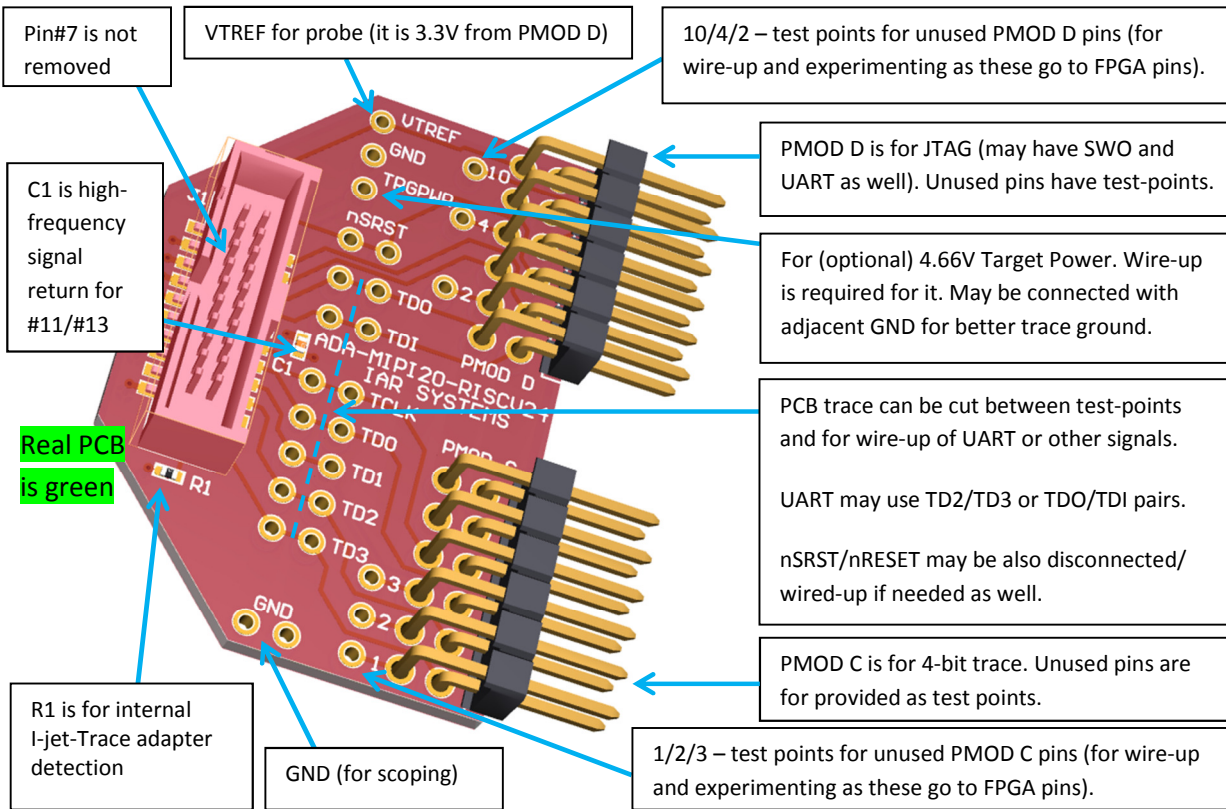 Pin#7 is not
removed
VTREF for probe (it is 3.3V from PMOD D)
10/4/2 – test points for unused PMOD D pins (for
wire-up and experimenting as these go to FPGA pins).
C1 is high-
frequency
signal
return for
#11/#13
PMOD D is for JTAG (may have SWO and
UART as well). Unused pins have test-points.
For (optional) 4.66V Target Power. Wire-up
is required for it. May be connected with
adjacent GND for better trace ground.
PCB trace can be cut between test-points
and for wire-up of UART or other signals.
UART may use TD2/TD3 or TDO/TDI pairs.
nSRST/nRESET may be also disconnected/
wired-up if needed as well.
Real PCB
is green
PMOD C is for 4-bit trace. Unused pins are
for provided as test points.
R1 is for internal
I-jet-Trace adapter
detection
GND (for scoping)
1/2/3 – test points for unused PMOD C pins (for wire-up
and experimenting as these go to FPGA pins).
VTREF
GND
10
TPGPWR
4
nSRST
2
TDO
TDI
PMOD D
ADA-MIPI20-RISCV24
IAR SYSTEMS
C1
TCLK
TDO
PMOD C
TD1
R1
TD2
TD3
3
GND
2
1